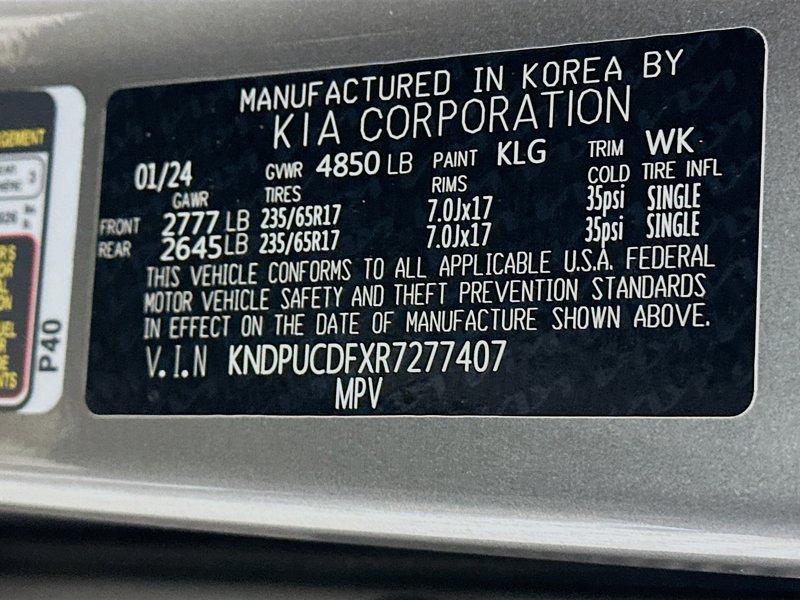 MANUFACTURED IN KOREA BY
KIA CORPORATION
01/24 GVWR 4850 LB PAINT KLG TRIM WK
GAWR TIRES RIMS COLD TIRE INFL
FRONT 2777 LB 235/65R17 7.0Jx17 35psi SINGLE
REAR 2645LB 235/65R17 7.0Jx17 35psi SINGLE
THIS VEHICLE CONFORMS TO ALL APPLICABLE U.S.A. FEDERAL
MOTOR VEHICLE SAFETY AND THEFT PREVENTION STANDARDS
IN EFFECT ON THE DATE OF MANUFACTURE SHOWN ABOVE.
V.I.N KNDPUCDFXR7277407
MPV
P40